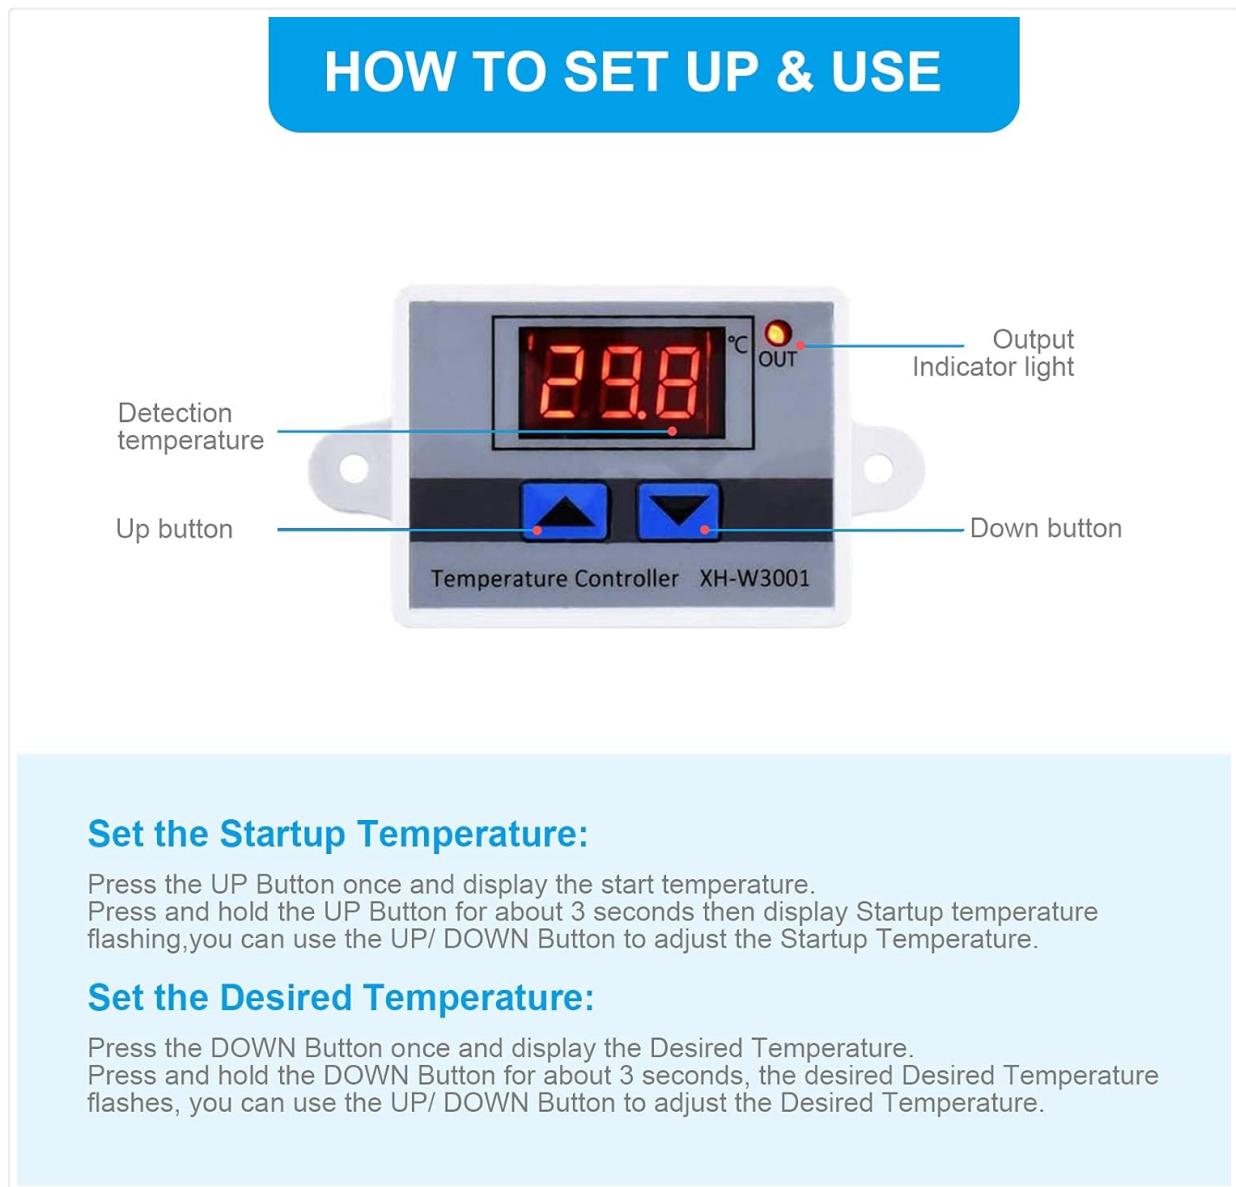 HOW TO SET UP & USE
29.8
°C
OUT
Output
Indicator light
Detection
temperature
Up button
Down button
Temperature Controller XH-W3001
Set the Startup Temperature:
Press the UP Button once and display the start temperature.
Press and hold the UP Button for about 3 seconds then display Startup temperature
flashing,you can use the UP/ DOWN Button to adjust the Startup Temperature.
Set the Desired Temperature:
Press the DOWN Button once and display the Desired Temperature.
Press and hold the DOWN Button for about 3 seconds, the desired Desired Temperature
flashes, you can use the UP/ DOWN Button to adjust the Desired Temperature.